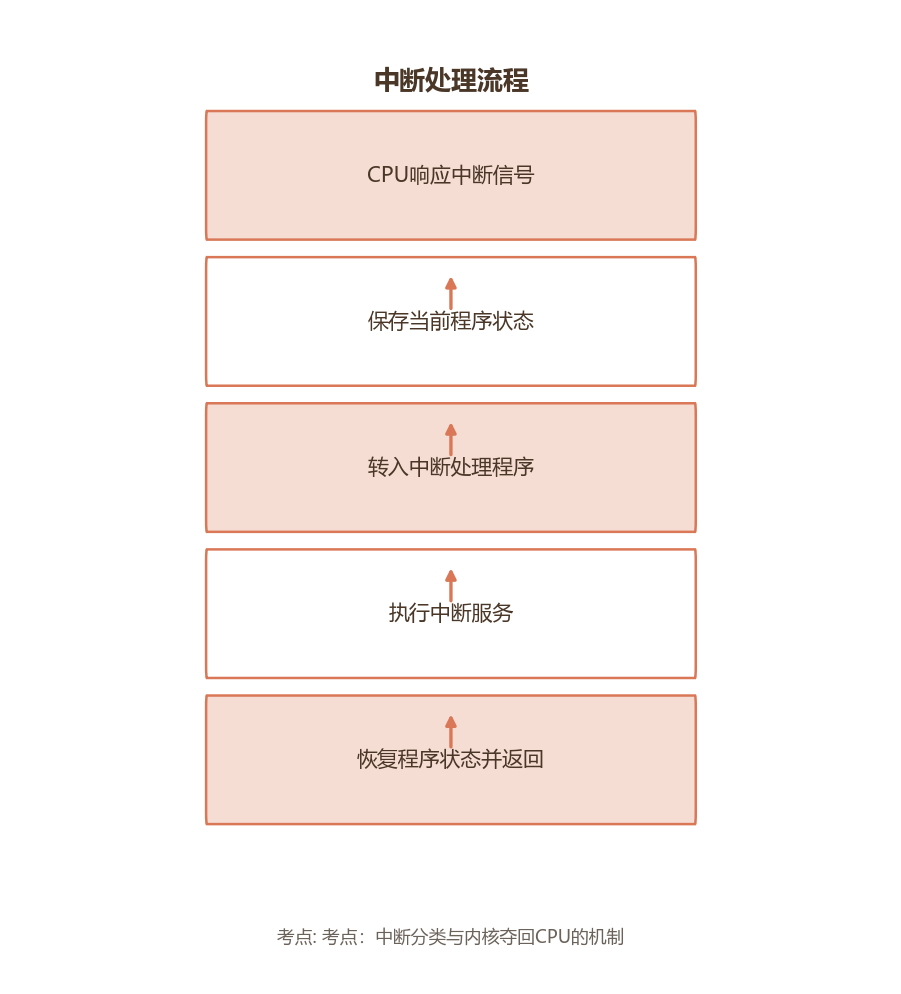 中断处理流程
CPU响应中断信号
保存当前程序状态
转入中断处理程序
执行中断服务
恢复程序状态并返回
考点: 考点：中断分类与内核夺回CPU的机制